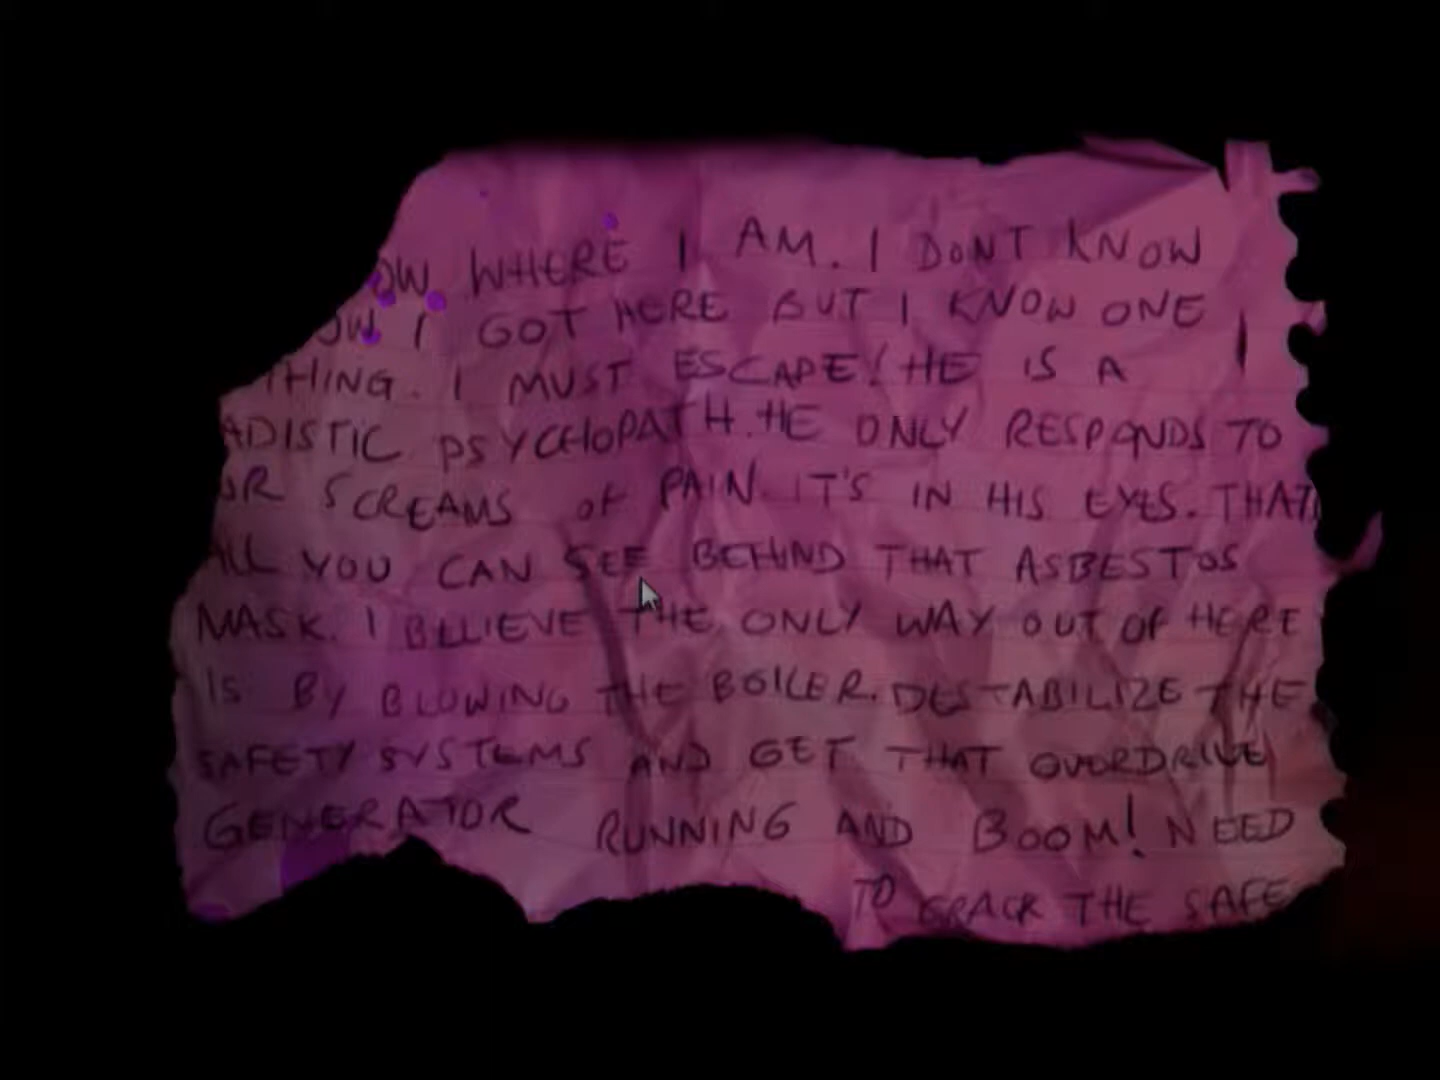 OW WHERE I AM. I DONT KNOW
OW I GOT HERE BUT I KNOW ONE
THING. I MUST ESCAPE! HE IS A
ADISTIC PSYCHOPATH. HE ONLY RESPONDS TO
UR SCREAMS OF PAIN. IT'S IN HIS EYES. THAT
ALL YOU CAN SEE BEHIND THAT ASBESTOS
MASK. I BELIEVE THE ONLY WAY OUT OF HERE
IS BY BLOWING THE BOILER. DESTABILIZE THE
SAFETY SYSTEMS AND GET THAT OVERDRIVE
GENERATOR RUNNING AND BOOM! NEED
TO CRACK THE SAFE